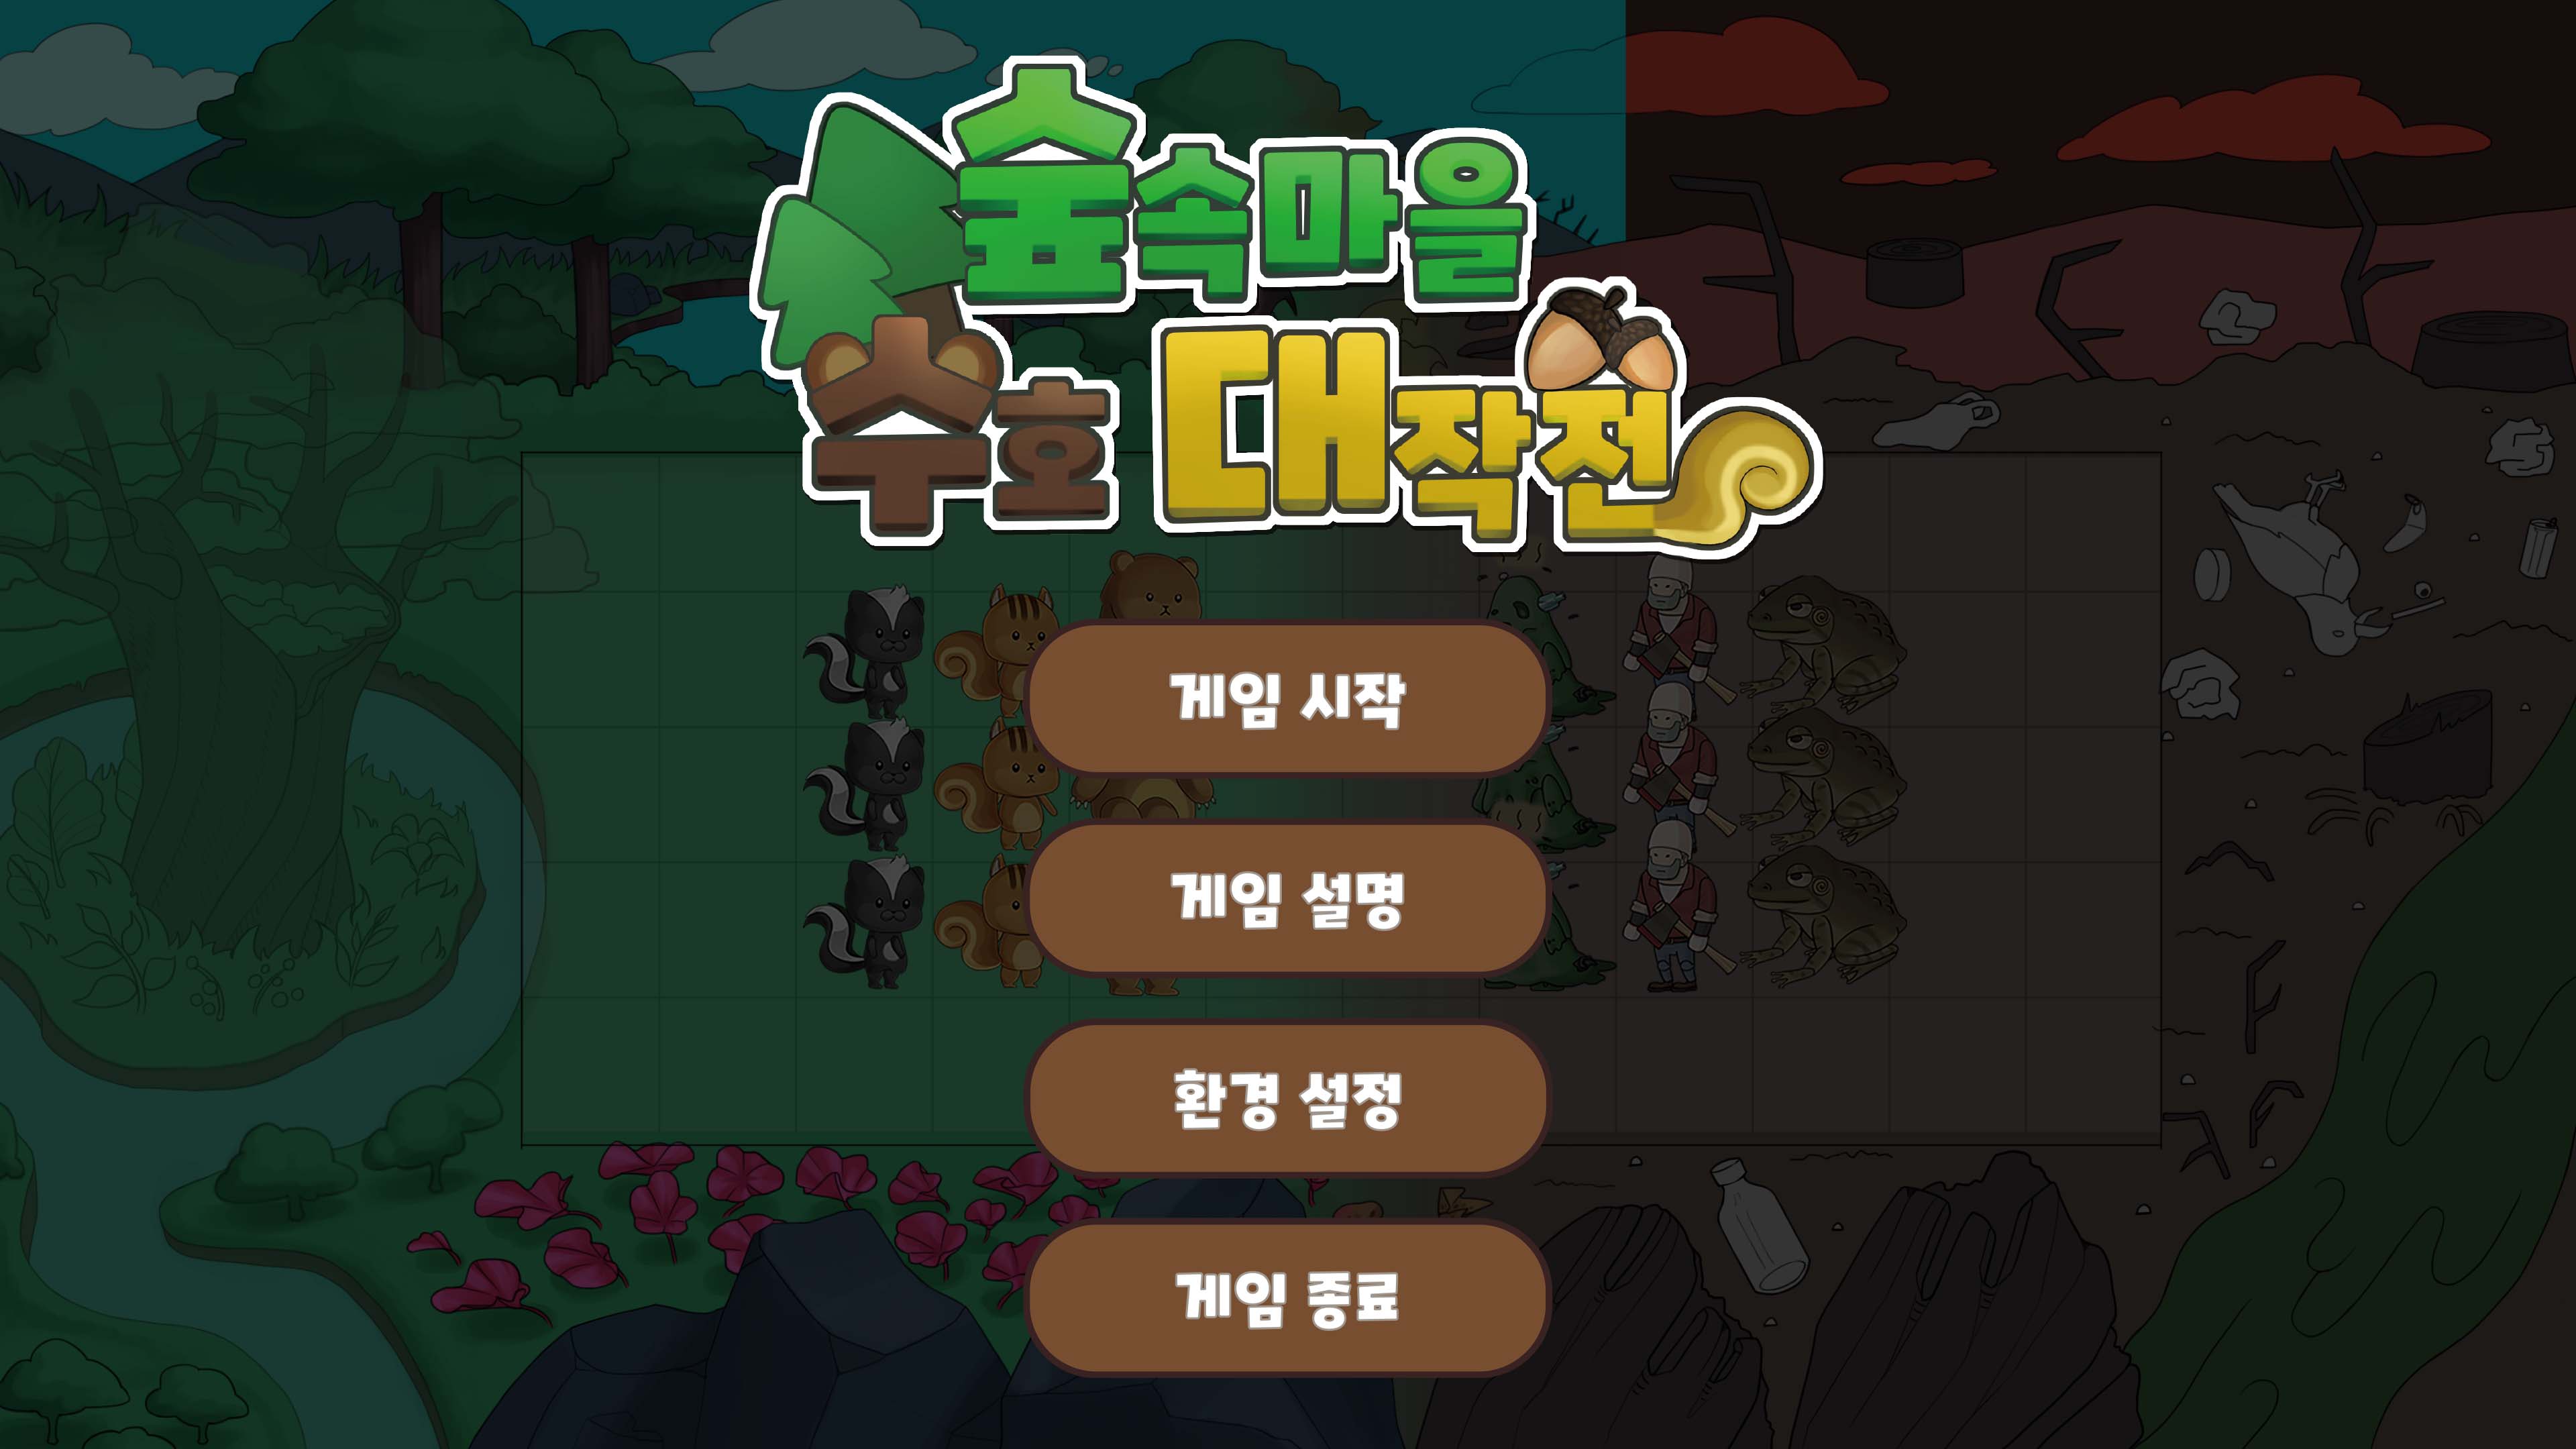 숲속마을
수호 대작전
게임 시작
게임 설명
환경 설정
게임 종료